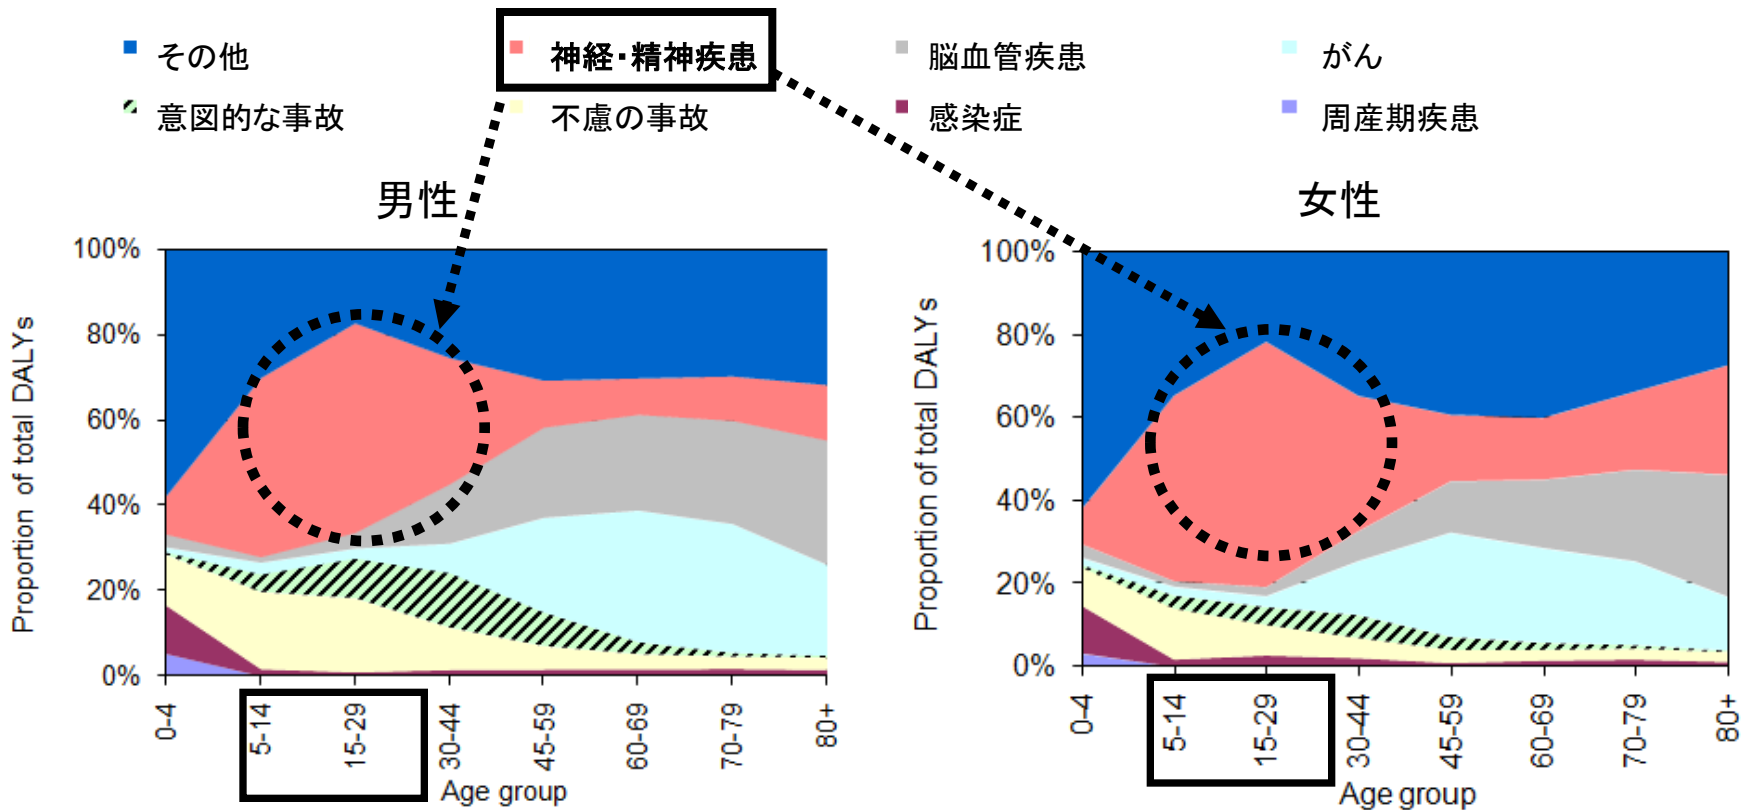 その他
神経・精神疾患
脳血管疾患
がん
意図的な事故
不慮の事故
感染症
周産期疾患
男性
100%
80%
60%
40%
20%
0%
Proportion of total DALYs
0-4
5-14
15-29
30-44
45-59
60-69
70-79
80+
Age group
女性
100%
80%
60%
40%
20%
0%
Proportion of total DALYs
0-4
5-14
15-29
30-44
45-59
60-69
70-79
80+
Age group